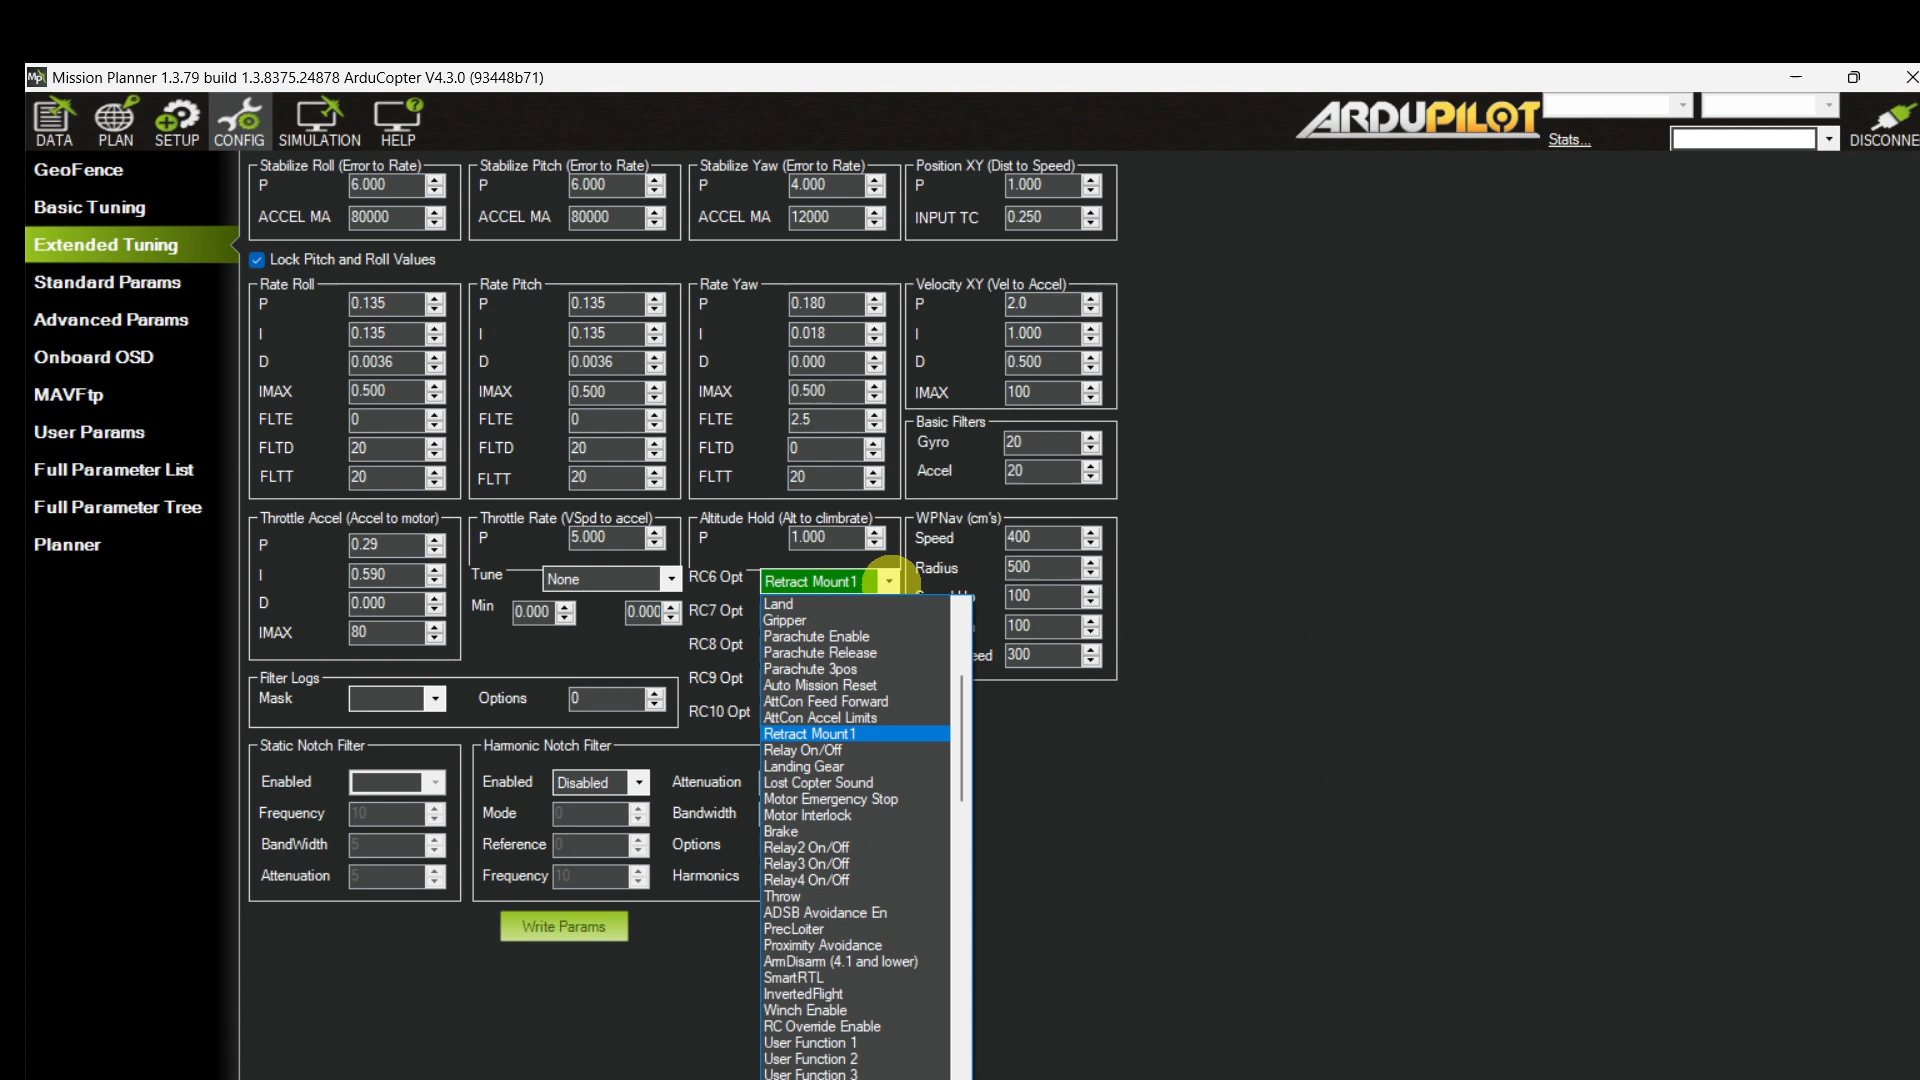 Mission Planner 1.3.79 build 1.3.8375.24878 ArduCopter V4.3.0 (93448b71)
DATA PLAN SETUP CONFIG SIMULATION HELP
ARDUPILOT
Stats...
DISCONNE
GeoFence
Basic Tuning
Extended Tuning
Standard Params
Advanced Params
Onboard OSD
MAVFtp
User Params
Full Parameter List
Full Parameter Tree
Planner
Stabilize Roll (Error to Rate)
P 6.000
ACCEL MA 80000
Stabilize Pitch (Error to Rate)
P 6.000
ACCEL MA 80000
Stabilize Yaw (Error to Rate)
P 4.000
ACCEL MA 12000
Position XY (Dist to Speed)
P 1.000
INPUT TC 0.250
Lock Pitch and Roll Values
Rate Roll
P 0.135
I 0.135
D 0.0036
IMAX 0.500
FLTE 0
FLTD 20
FLTT 20
Rate Pitch
P 0.135
I 0.135
D 0.0036
IMAX 0.500
FLTE 0
FLTD 20
FLTT 20
Rate Yaw
P 0.180
I 0.018
D 0.000
IMAX 0.500
FLTE 2.5
FLTD 0
FLTT 20
Velocity XY (Vel to Accel)
P 2.0
I 1.000
D 0.500
IMAX 100
Basic Filters
Gyro 20
Accel 20
Throttle Accel (Accel to motor)
P 0.29
I 0.590
D 0.000
IMAX 80
Throttle Rate (VSpd to accel)
P 5.000
Tune None
Min 0.000 0.000
Altitude Hold (Alt to climbrate)
P 1.000
RC6 Opt Retract Mount1
RC7 Opt
RC8 Opt
RC9 Opt
RC10 Opt
WPNav (cm's)
Speed 400
Radius 500
100
100
eed 300
Land
Gripper
Parachute Enable
Parachute Release
Parachute 3pos
Auto Mission Reset
AttCon Feed Forward
AttCon Accel Limits
Retract Mount1
Relay On/Off
Landing Gear
Lost Copter Sound
Motor Emergency Stop
Motor Interlock
Brake
Relay2 On/Off
Relay3 On/Off
Relay4 On/Off
Throw
ADSB Avoidance En
PrecLoiter
Proximity Avoidance
ArmDisarm (4.1 and lower)
SmartRTL
InvertedFlight
Winch Enable
RC Override Enable
User Function 1
User Function 2
User Function 3
Filter Logs
Mask Options 0
Static Notch Filter
Enabled
Frequency 10
BandWidth 5
Attenuation 5
Harmonic Notch Filter
Enabled Disabled Attenuation
Mode 0 Bandwidth
Reference 0 Options
Frequency 10 Harmonics
Write Params